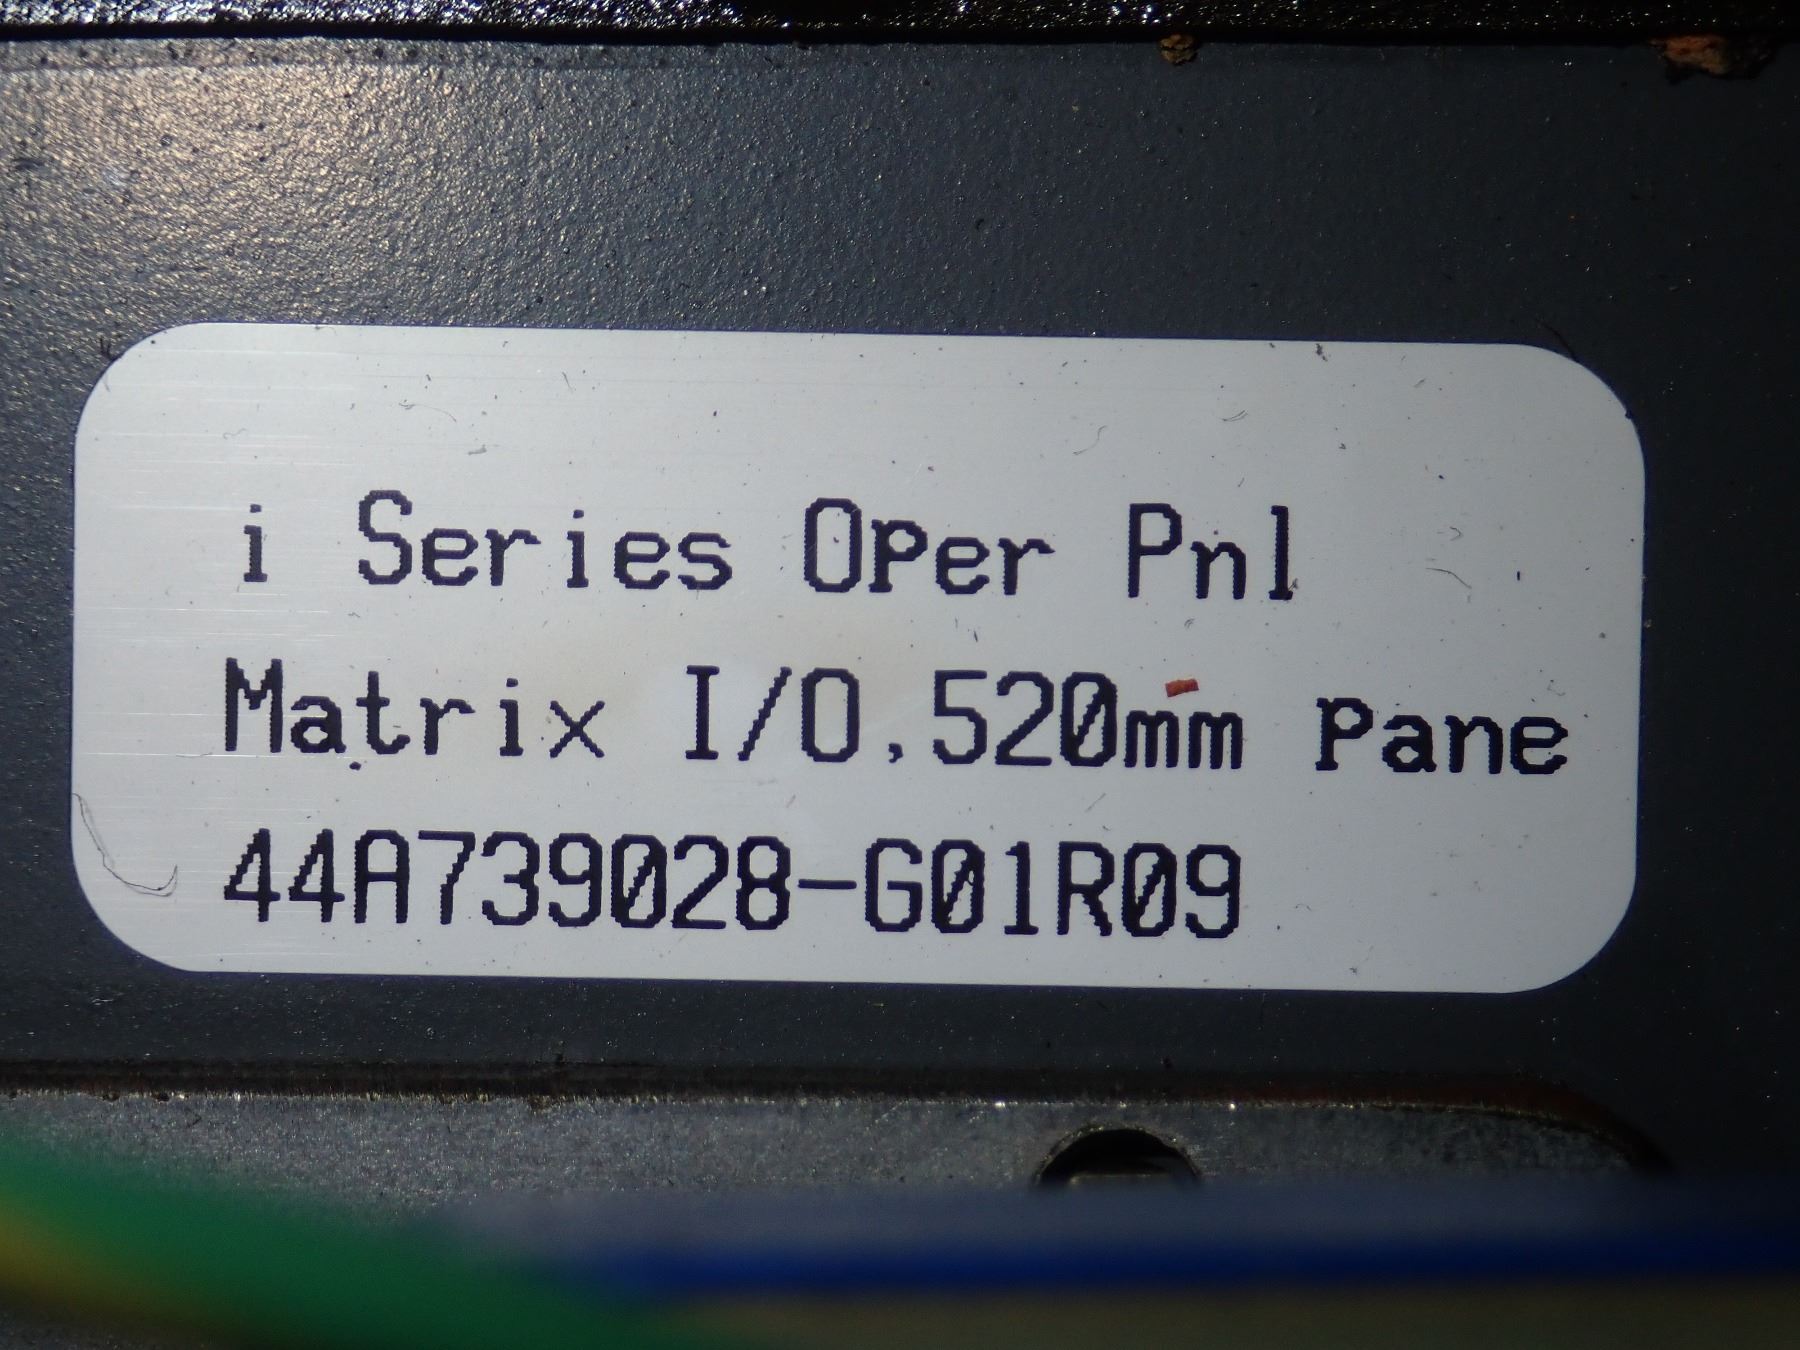 i Series Oper Pnl
Matrix I/O,520mm Pane
44A739028-G01R09